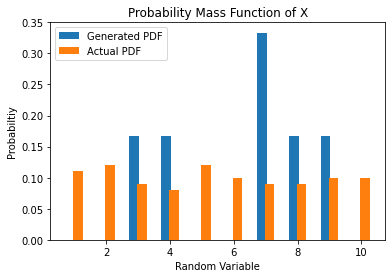 Probability Mass Function of X
0.35
0.30
0.25
0.20
0.15
0.10
0.05
0.00
Probabiltiy
Generated PDF
Actual PDF
2 4 6 8 10
Random Variable